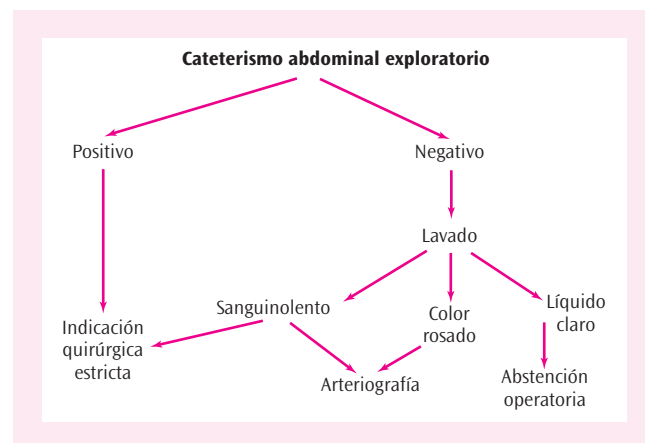 Cateterismo abdominal exploratorio
Positivo
Negativo
Lavado
Sanguinolento
Color
rosado
Líquido
claro
Indicación
quirúrgica
estricta
Arteriografía
Abstención
operatoria